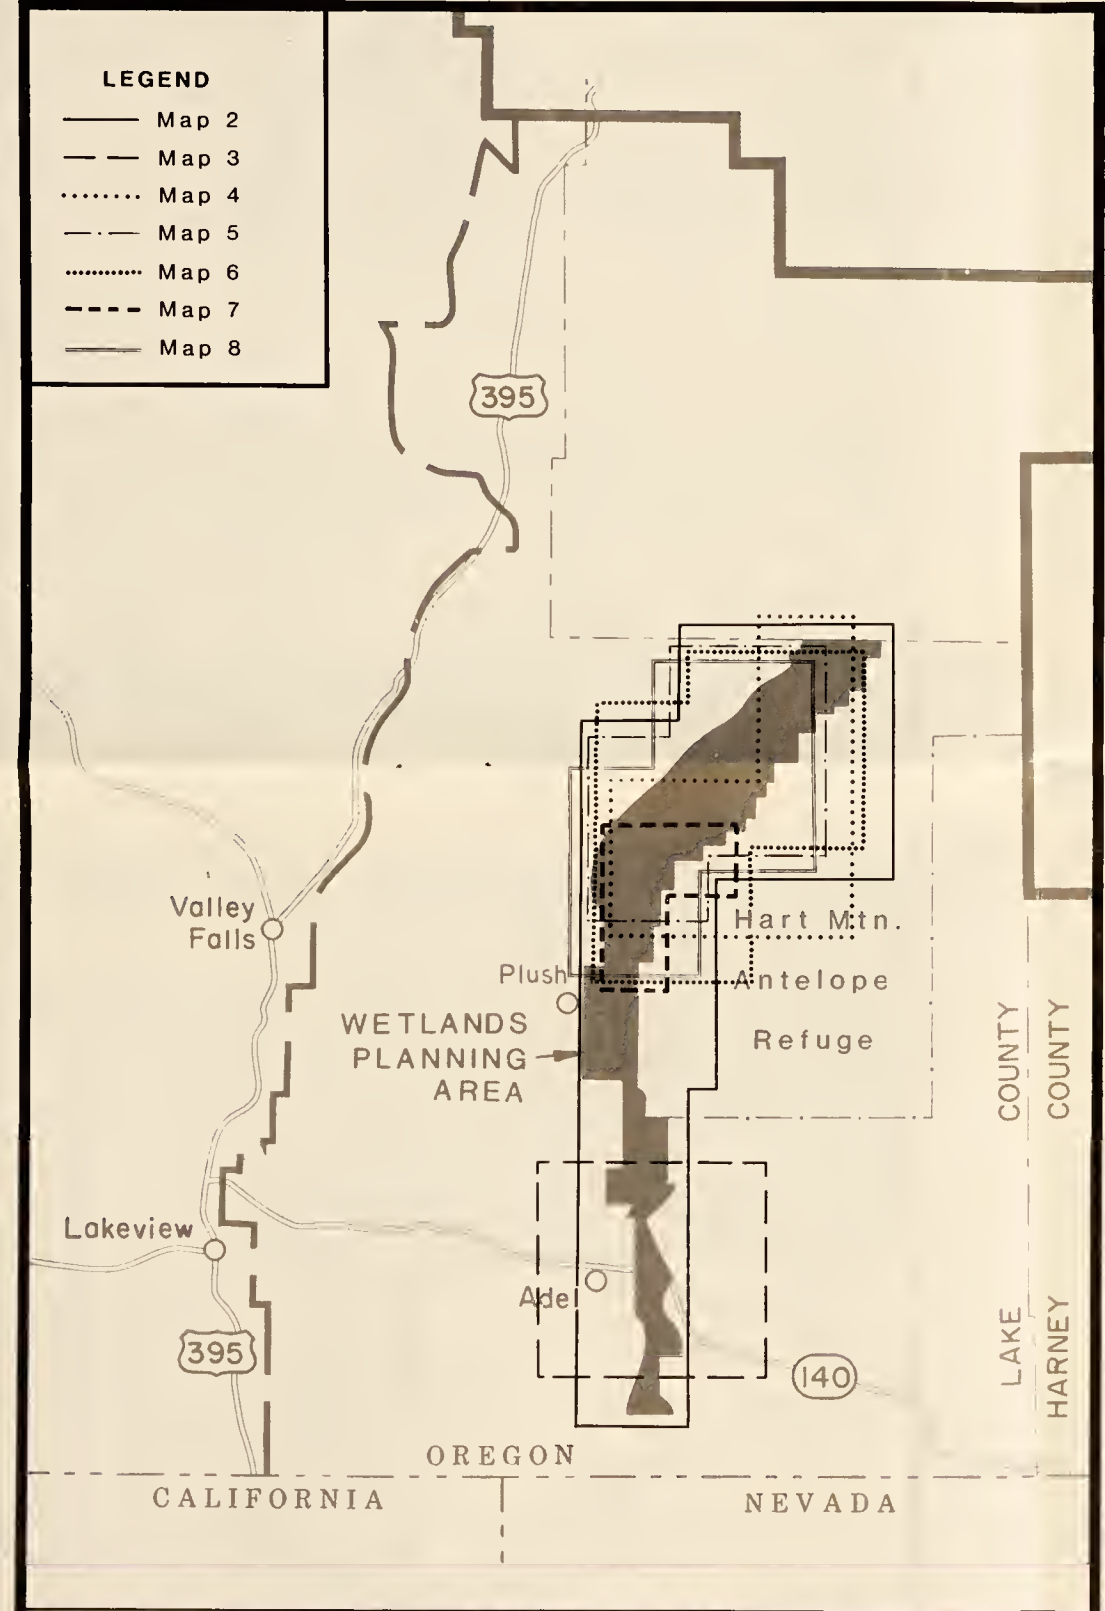 LEGEND
Map 2
Map 3
Map 4
Map 5
Map 6
Map 7
Map 8
395
Valley
Falls
Hart Mtn.
Plush
Antelope
WETLANDS
PLANNING
AREA
Refuge
LAKE COUNTY
HARNEY COUNTY
Lakeview
Adel
395
140
OREGON
CALIFORNIA
NEVADA